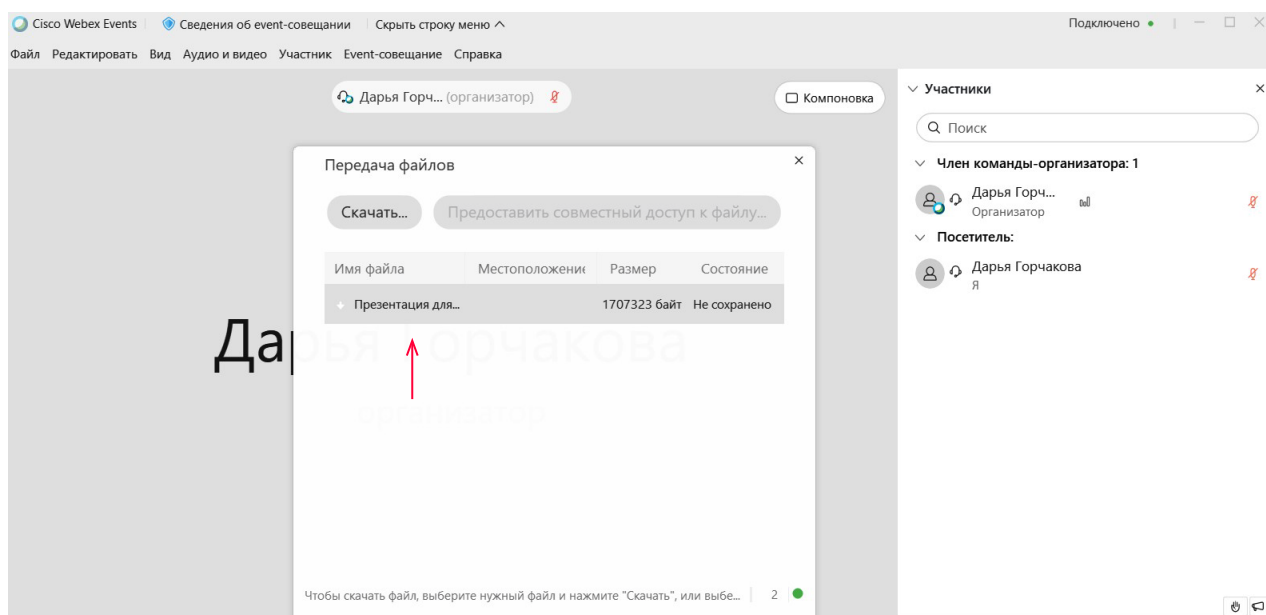 Cisco Webex Events Сведения об event-совещании Скрыть строку меню Подключено
Файл Редактировать Вид Аудио и видео Участник Event-совещание Справка
Дарья Горч... (организатор)
Компоновка
Передача файлов
Скачать... Предоставить совместный доступ к файлу...
Имя файла Местоположение Размер Состояние
Презентация для... 1707323 байт Не сохранено
Дарья Горчакова
организатор
Чтобы скачать файл, выберите нужный файл и нажмите "Скачать", или выбе... 2
Участники
Поиск
Член команды-организатора: 1
Дарья Горч...
Организатор
Посетитель:
Дарья Горчакова
Я